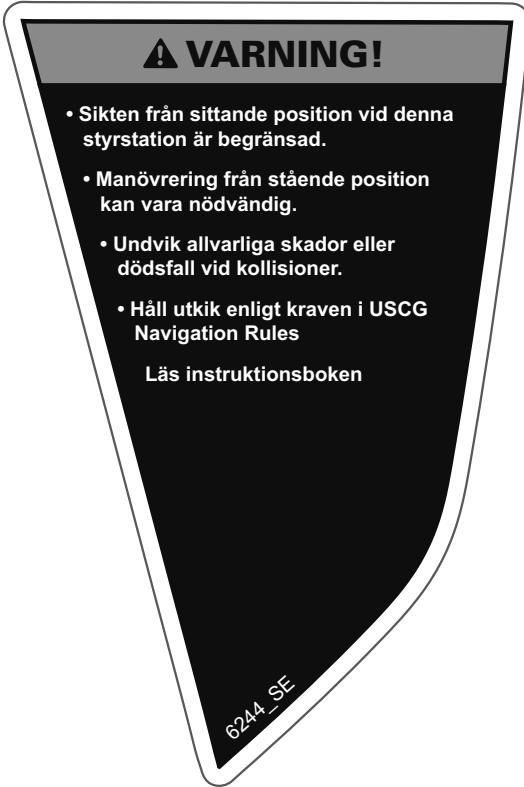 ⚠ VARNING!
• Sikten från sittande position vid denna
styrstation är begränsad.
• Manövrering från stående position
kan vara nödvändig.
• Undvik allvarliga skador eller
dödsfall vid kollisioner.
• Håll utkik enligt kraven i USCG
Navigation Rules
Läs instruktionsboken
6244_SE